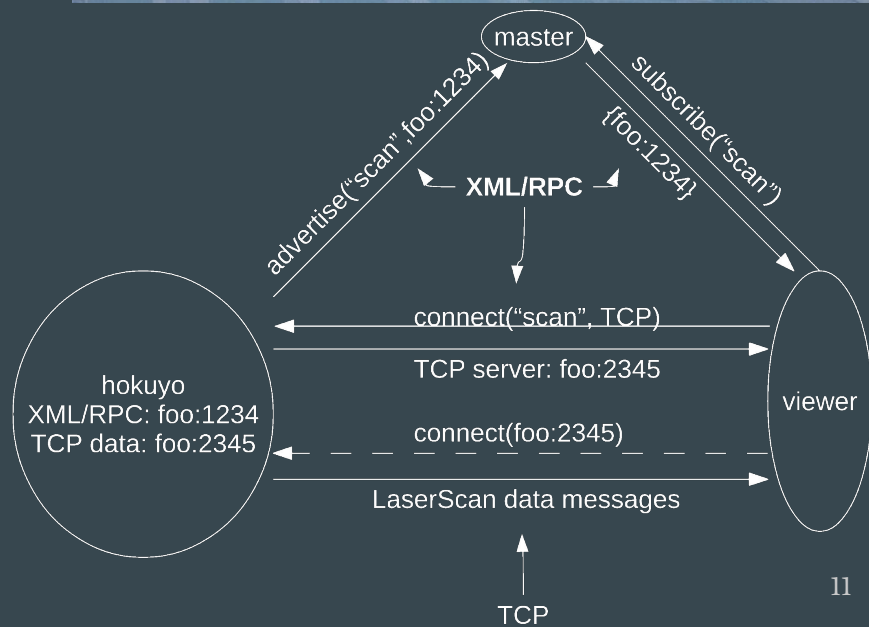 master
advertise(“scan”,foo:1234)
subscribe(“scan”)
{foo:1234}
XML/RPC
connect(“scan”, TCP)
TCP server: foo:2345
hokuyo
XML/RPC: foo:1234
TCP data: foo:2345
viewer
connect(foo:2345)
LaserScan data messages
TCP
11